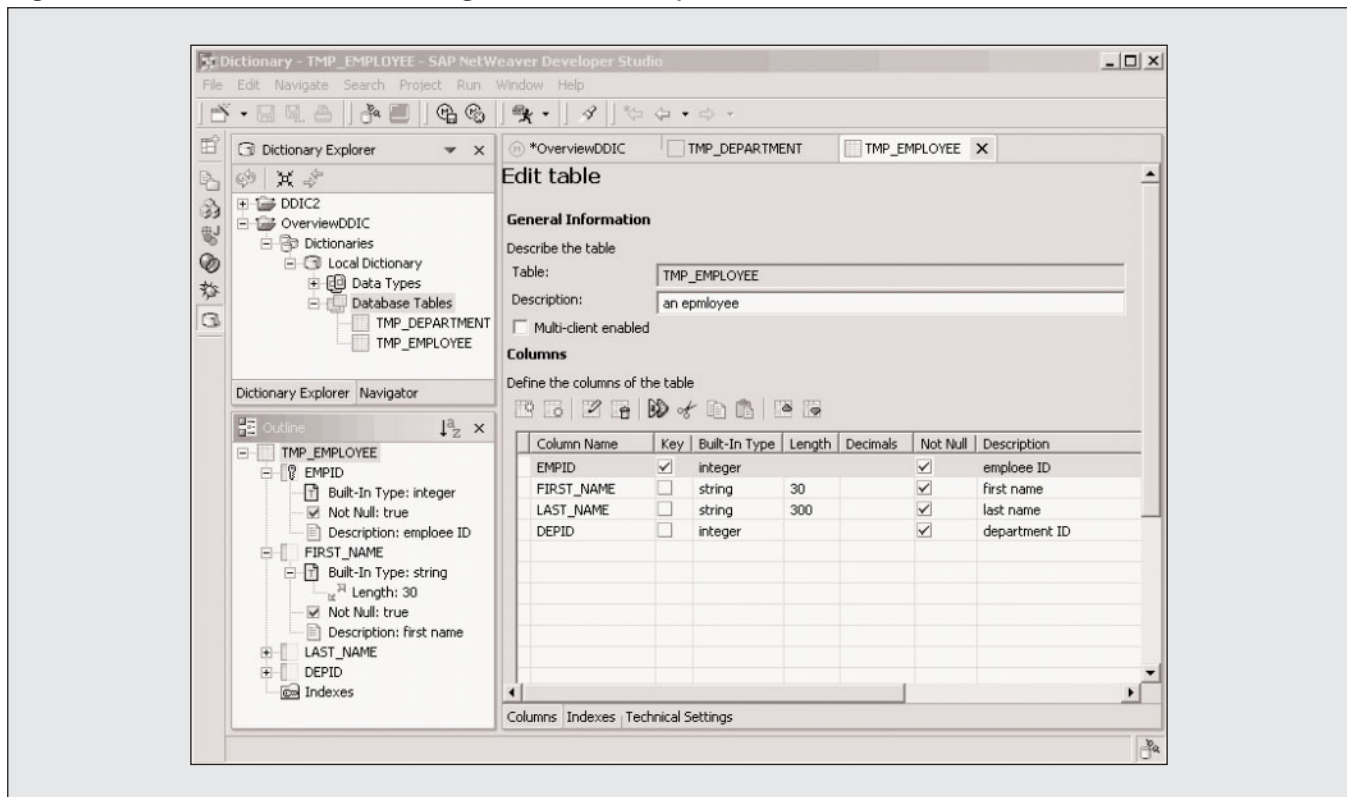 Dictionary - TMP_EMPLOYEE - SAP NetWeaver Developer Studio
File Edit Navigate Search Project Run Window Help
Dictionary Explorer
DDIC2
OverviewDDIC
Dictionaries
Local Dictionary
Data Types
Database Tables
TMP_DEPARTMENT
TMP_EMPLOYEE
Dictionary Explorer Navigator
Outline
TMP_EMPLOYEE
EMPID
Built-In Type: integer
Not Null: true
Description: emploee ID
FIRST_NAME
Built-In Type: string
Length: 30
Not Null: true
Description: first name
LAST_NAME
DEPID
Indexes
*OverviewDDIC TMP_DEPARTMENT TMP_EMPLOYEE
Edit table
General Information
Describe the table
Table: TMP_EMPLOYEE
Description: an epmloyee
Multi-client enabled
Columns
Define the columns of the table
Column Name Key Built-In Type Length Decimals Not Null Description
EMPID integer emploee ID
FIRST_NAME string 30 first name
LAST_NAME string 300 last name
DEPID integer department ID
Columns Indexes Technical Settings